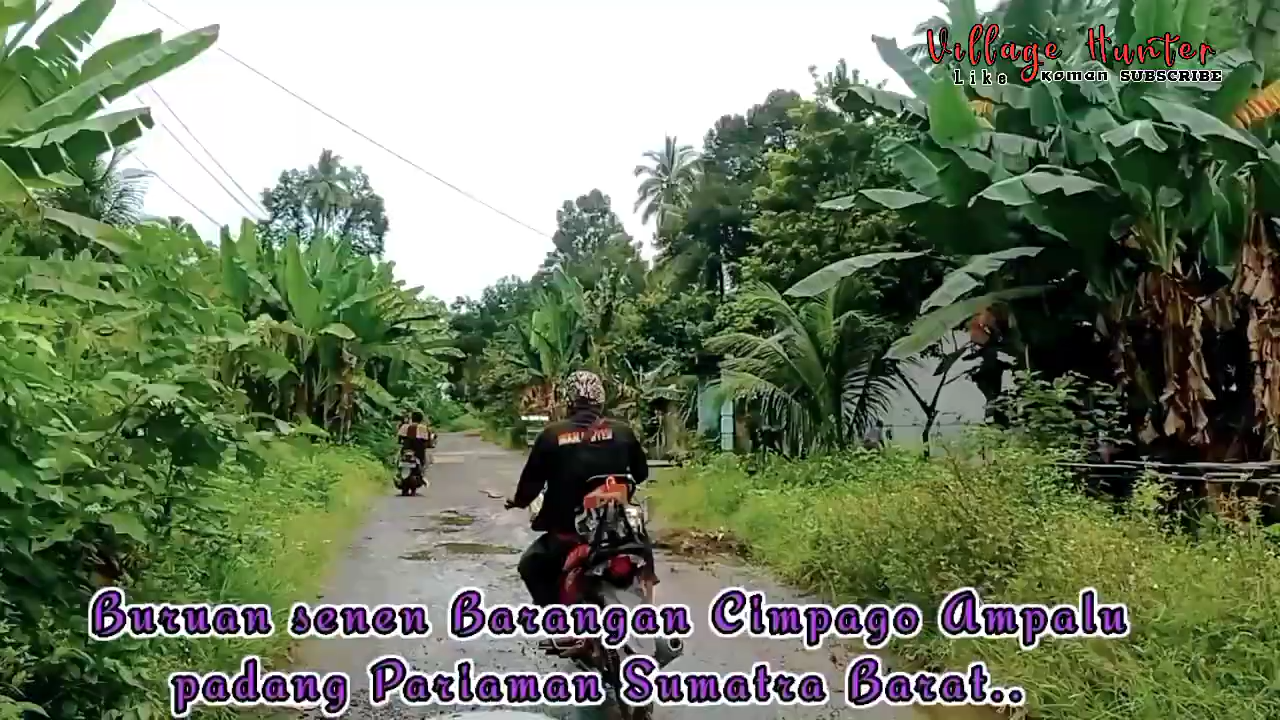 Village Hunter
Like Koman SUBSCRIBE
Buruan senen Barangan Cimpago Ampalu
padang Pariaman Sumatra Barat..